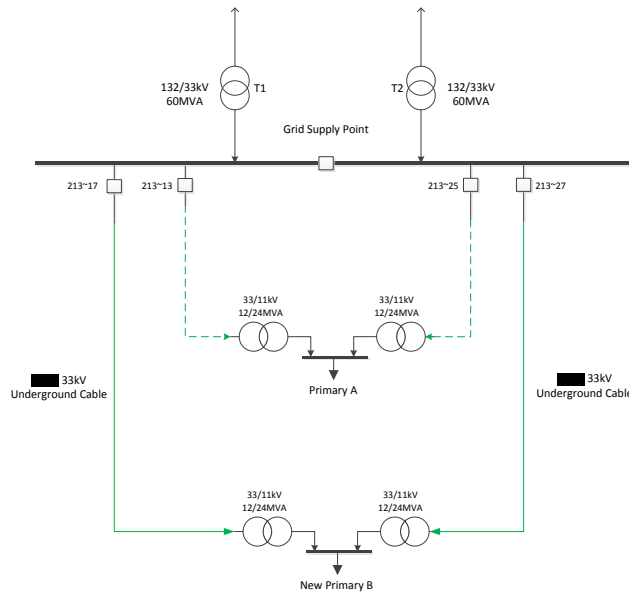 132/33kV
60MVA
T1
T2
132/33kV
60MVA
Grid Supply Point
213~17
213~13
213~25
213~27
33/11kV
12/24MVA
33/11kV
12/24MVA
Primary A
33kV
Underground Cable
33kV
Underground Cable
33/11kV
12/24MVA
33/11kV
12/24MVA
New Primary B